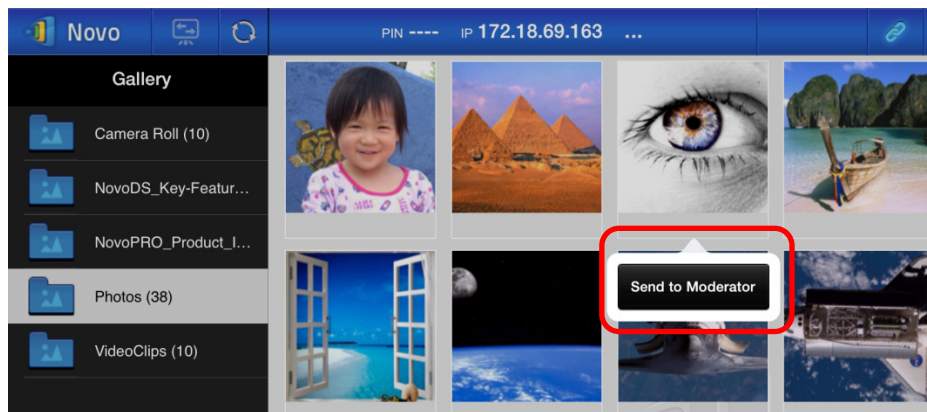 Novo
PIN ---- IP 172.18.69.163 ...
Gallery
Camera Roll (10)
NovoDS_Key-Featur...
NovoPRO_Product_I...
Photos (38)
VideoClips (10)
Send to Moderator